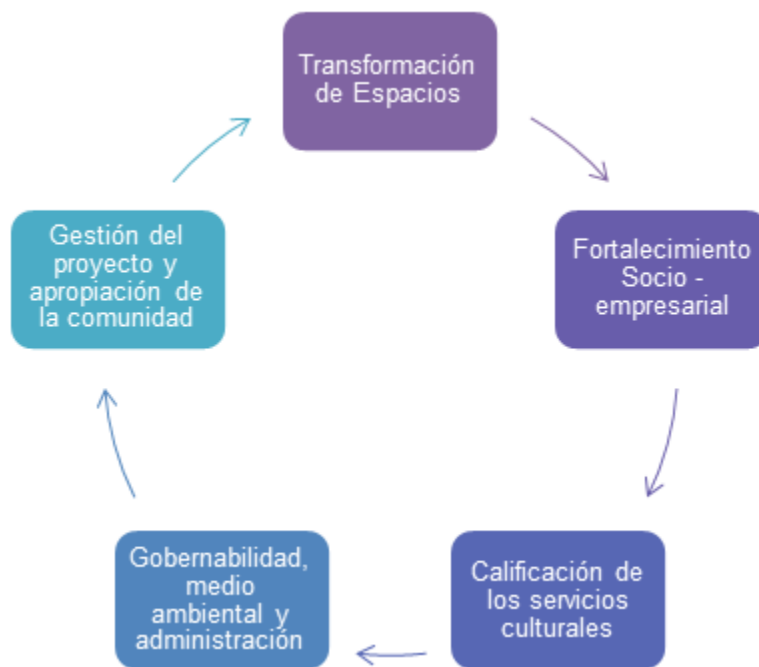 Transformación
de Espacios
Fortalecimiento
Socio -
empresarial
Calificación de
los servicios
culturales
Gobernabilidad,
medio
ambiental y
administración
Gestión del
proyecto y
apropiación de
la comunidad